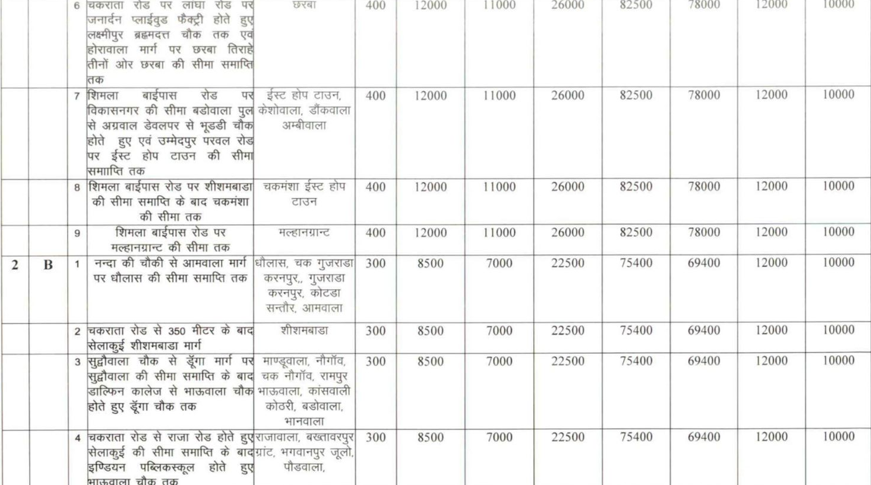 6 चकराता रोड पर लांघा रोड पर छरबा 400 12000 11000 26000 82500 78000 12000 10000
जनार्दन प्लाईवुड फैक्ट्री होते हुए
लक्ष्मीपुर ब्रह्मदत्त चौक तक एवं
होरावाला मार्ग पर छरबा तिराहे
तीनों ओर छरबा की सीमा समाप्ति
तक
7 शिमला बाईपास रोड पर ईस्ट होप टाउन, 400 12000 11000 26000 82500 78000 12000 10000
विकासनगर की सीमा बडोवाला पुल केशोवाला, डौंकवाला
से अग्रवाल डेवलपर से भूडडी चौक अम्बीवाला
होते हुए एवं उम्मेदपुर परवल रोड
पर ईस्ट होप टाउन की सीमा
समााप्ति तक
8 शिमला बाईपास रोड पर शीशमबाडा चकमंशा ईस्ट होप 400 12000 11000 26000 82500 78000 12000 10000
की सीमा समाप्ति के बाद चकमंशा टाउन
की सीमा तक
9 शिमला बाईपास रोड पर मल्हानग्रान्ट 400 12000 11000 26000 82500 78000 12000 10000
मल्हानग्रान्ट की सीमा तक
2 B 1 नन्दा की चौकी से आमवाला मार्ग धौलास, चक गुजराडा 300 8500 7000 22500 75400 69400 12000 10000
पर धौलास की सीमा समाप्ति तक करनपुर,, गुजराडा
करनपुर, कोटडा
सन्तौर, आमवाला
2 चकराता रोड से 350 मीटर के बाद शीशमबाडा 300 8500 7000 22500 75400 69400 12000 10000
सेलाकुई शीशमबाडा मार्ग
3 सुद्वौवाला चौक से डूँगा मार्ग पर माण्डूवाला, नौगॉव, 300 8500 7000 22500 75400 69400 12000 10000
सुद्वौवाला की सीमा समाप्ति के बाद चक नौगॉव, रामपुर
डाल्फिन कालेज से भाऊवाला चौक भाऊवाला, कांसवाली
होते हुए डूँगा चौक तक कोठरी, बडोवाला,
भानवाला
4 चकराता रोड से राजा रोड होते हुए राजावाला, बख्तावरपुर 300 8500 7000 22500 75400 69400 12000 10000
सेलाकुई की सीमा समाप्ति के बाद ग्रांट, भगवानपुर जूलो,
इण्डियन पब्लिकस्कूल होते हुए पौडवाला,
भाऊवाला चौक तक